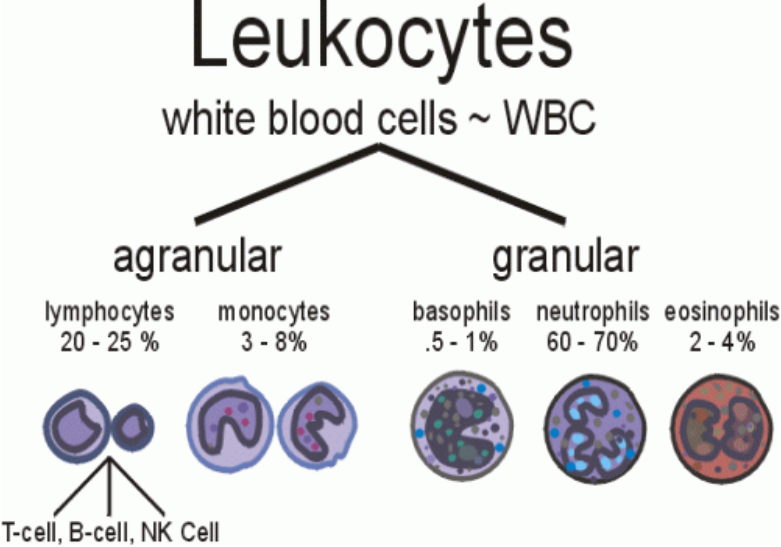 Leukocytes
white blood cells ~ WBC
agranular
granular
lymphocytes
20 - 25 %
monocytes
3 - 8%
basophils
.5 - 1%
neutrophils
60 - 70%
eosinophils
2 - 4%
T-cell, B-cell, NK Cell